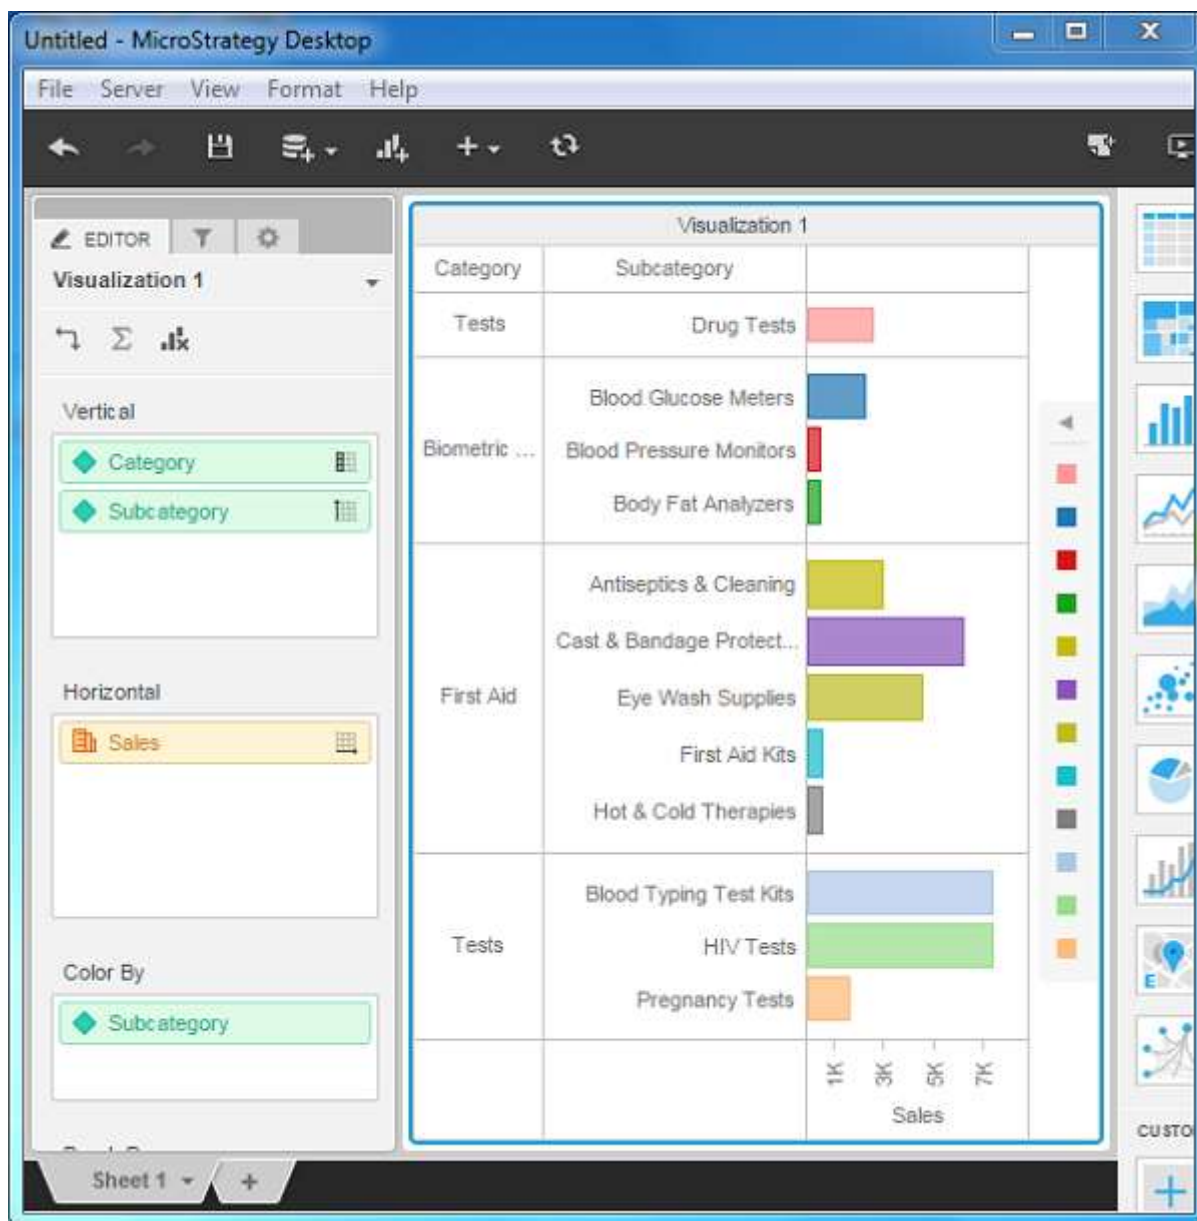 Untitled - MicroStrategy Desktop
File Server View Format Help
EDITOR
Visualization 1
Vertical
Category
Subcategory
Horizontal
Sales
Color By
Subcategory
Visualization 1
Category Subcategory
Tests Drug Tests
Blood Glucose Meters
Biometric ... Blood Pressure Monitors
Body Fat Analyzers
Antiseptics & Cleaning
Cast & Bandage Protect...
First Aid Eye Wash Supplies
First Aid Kits
Hot & Cold Therapies
Blood Typing Test Kits
Tests HIV Tests
Pregnancy Tests
1K 3K 5K 7K
Sales
E
CUSTO
Sheet 1 +